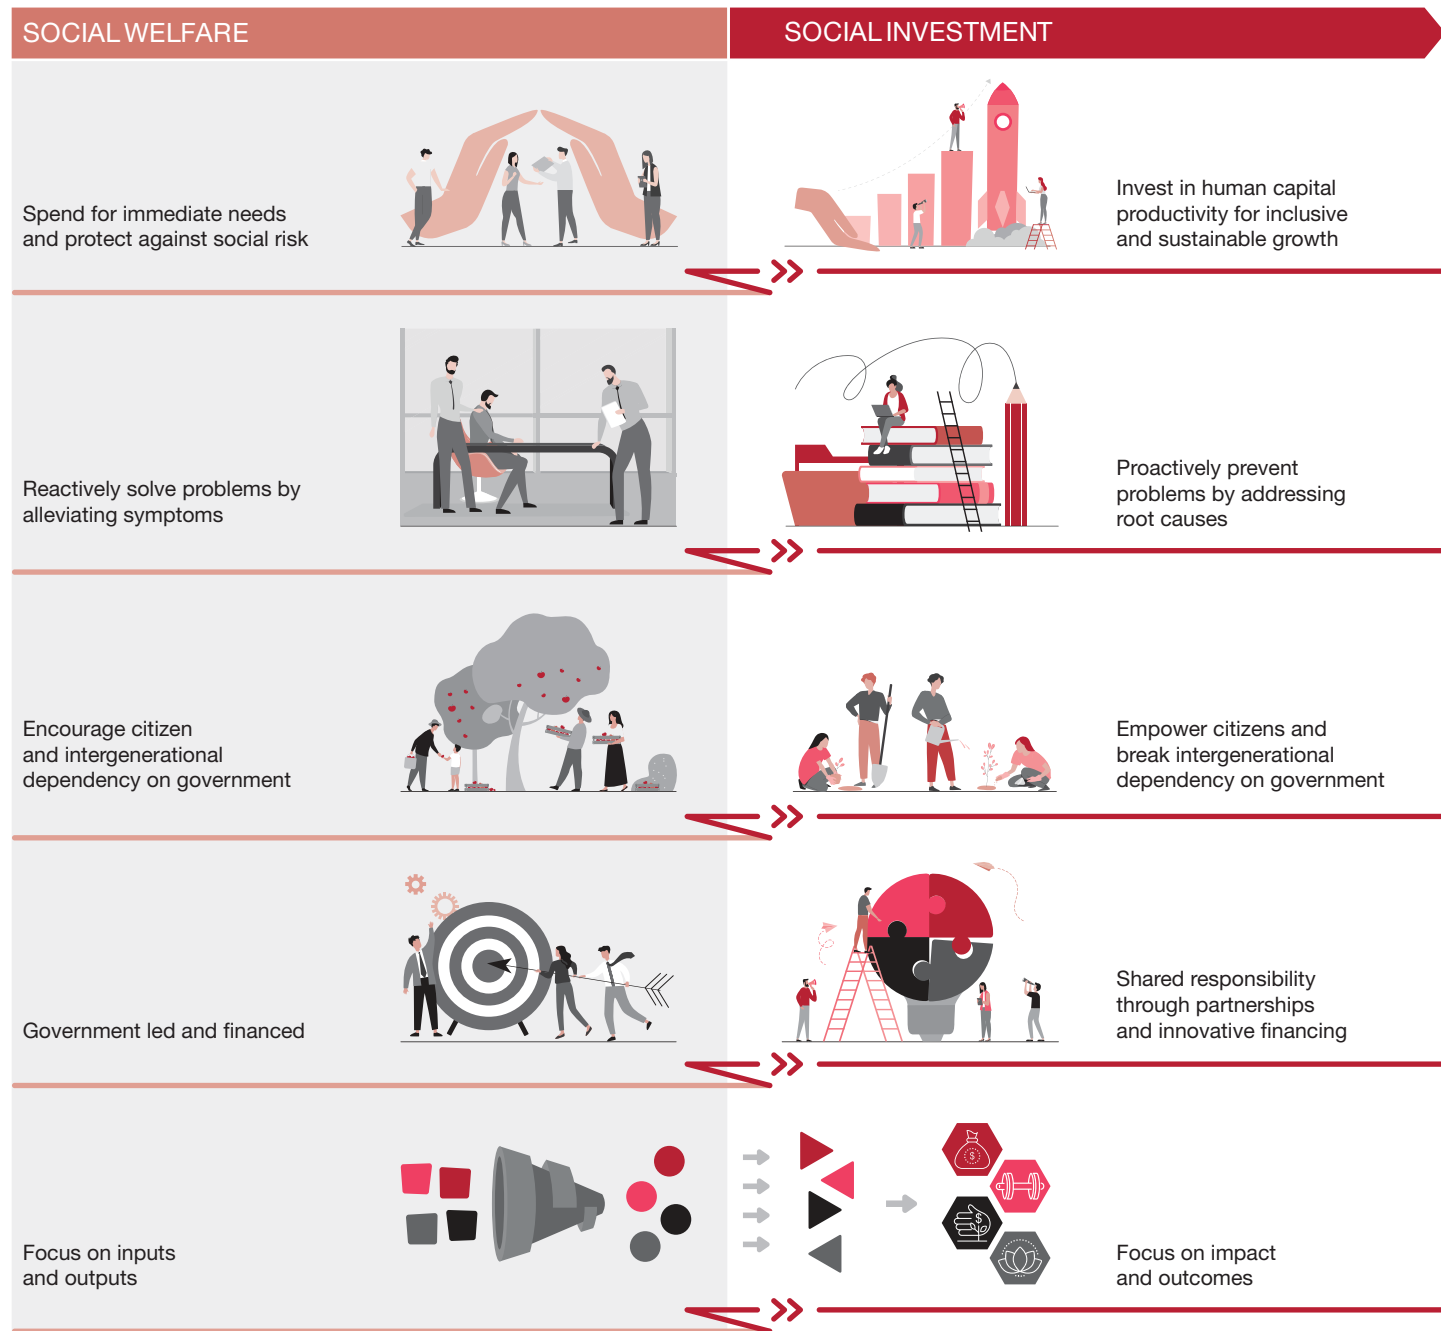 SOCIAL WELFARE
SOCIAL INVESTMENT
Spend for immediate needs
and protect against social risk
Invest in human capital
productivity for inclusive
and sustainable growth
Reactively solve problems by
alleviating symptoms
Proactively prevent
problems by addressing
root causes
Encourage citizen
and intergenerational
dependency on government
Empower citizens and
break intergenerational
dependency on government
Government led and financed
Shared responsibility
through partnerships
and innovative financing
Focus on inputs
and outputs
$
$
Focus on impact
and outcomes